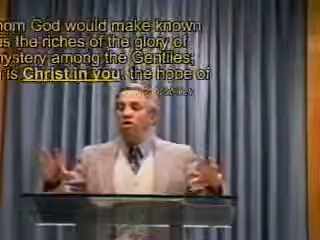 hom God would make known
is the riches of the glory of
mystery among the Gentiles;
is Christ in you, the hope of